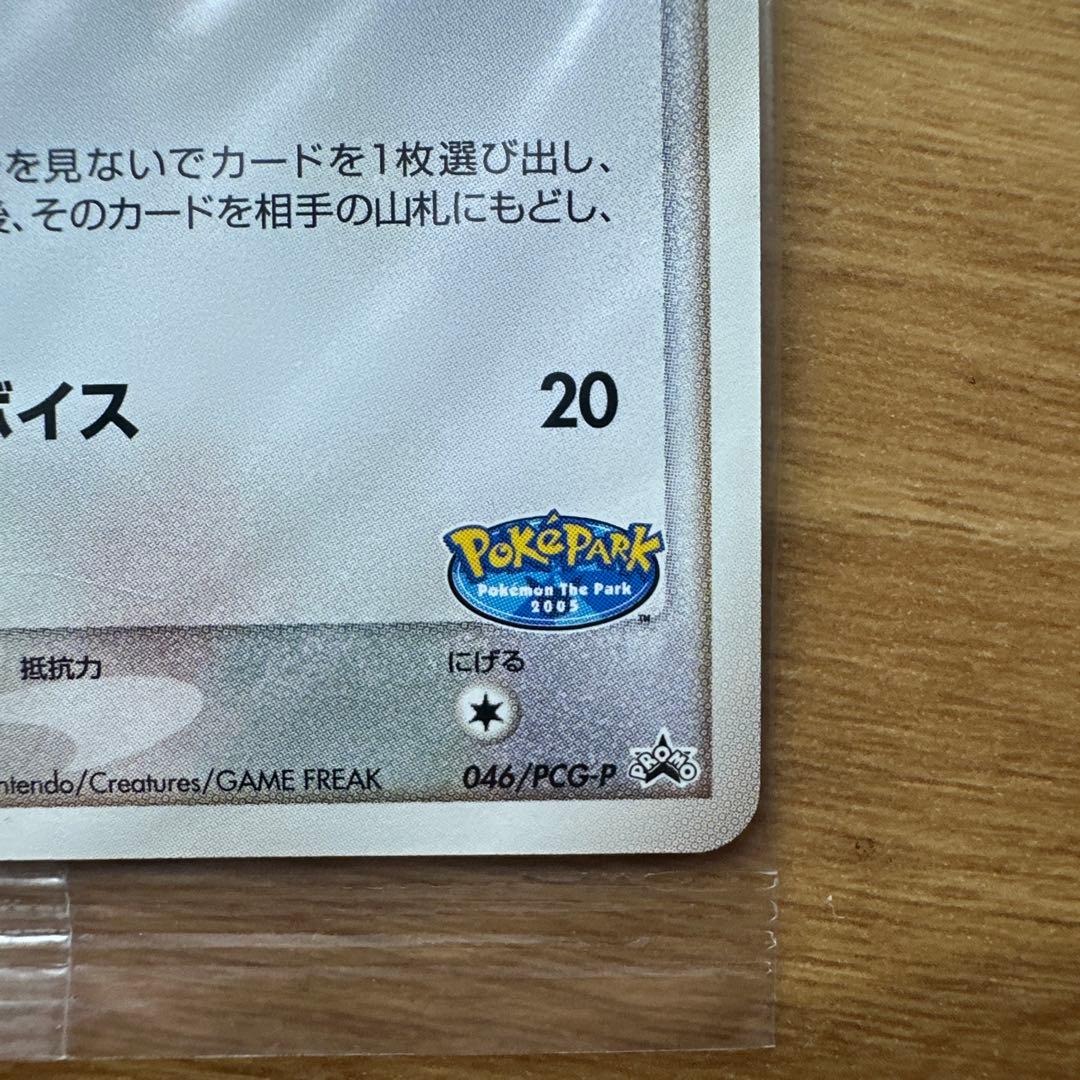 を見ないでカードを1枚選び出し、
、そのカードを相手の山札にもどし、
ボイス 20
POKéPARK
Pokémon The Park
2005
TM
抵抗力 にげる
ntendo/Creatures/GAME FREAK 046/PCG-P PROMO